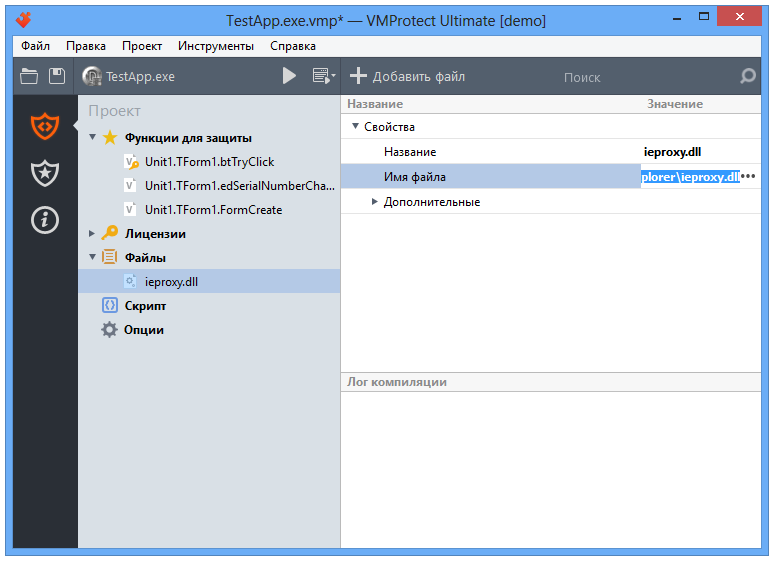 TestApp.exe.vmp* — VMProtect Ultimate [demo]
Файл Правка Проект Инструменты Справка
TestApp.exe
Добавить файл
Поиск
Проект
Функции для защиты
Unit1.TForm1.btTryClick
Unit1.TForm1.edSerialNumberCha...
Unit1.TForm1.FormCreate
Лицензии
Файлы
ieproxy.dll
Скрипт
Опции
Название Значение
Свойства
Название ieproxy.dll
Имя файла plorer\ieproxy.dll
Дополнительные
Лог компиляции